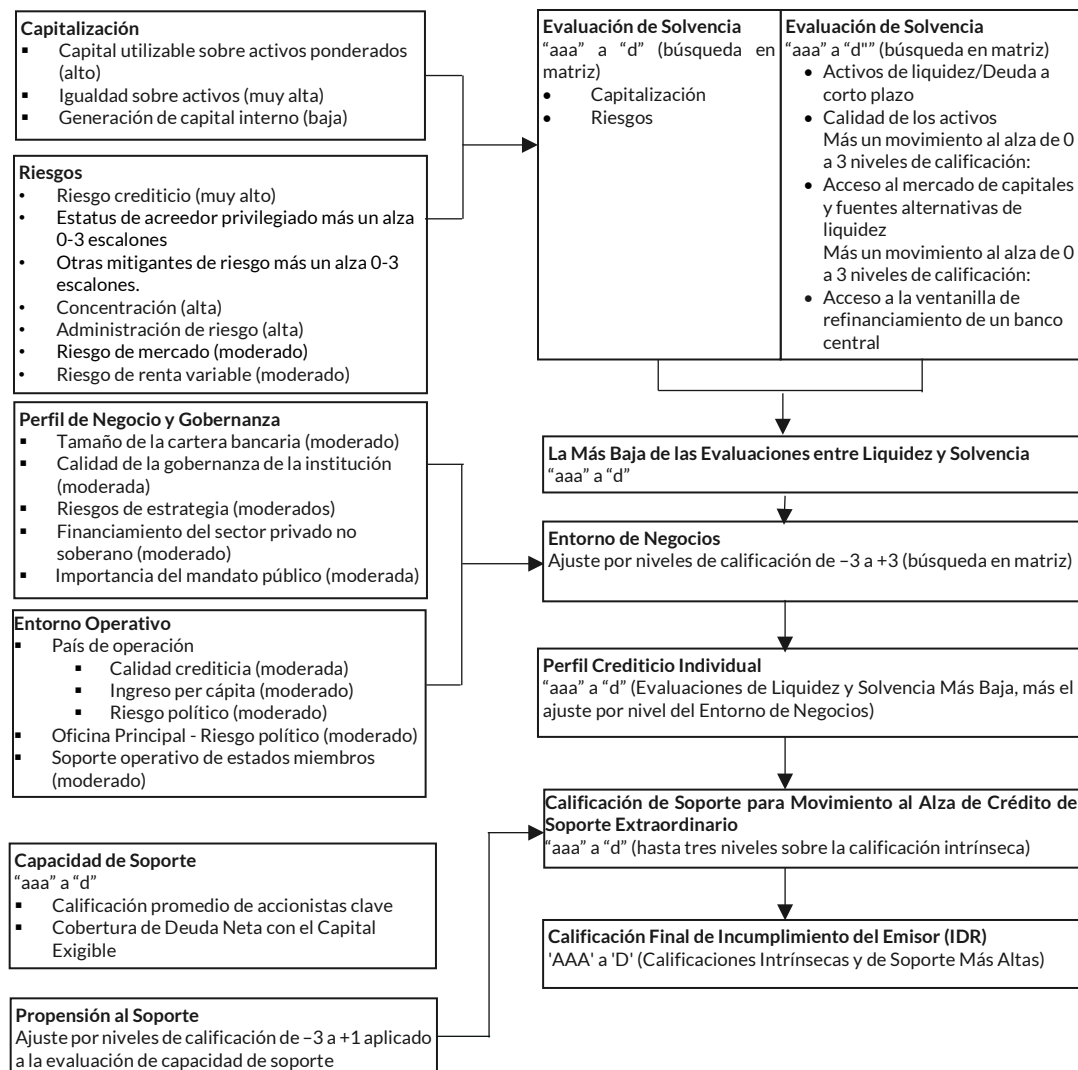 Capitalización
▪ Capital utilizable sobre activos ponderados
(alto)
▪ Igualdad sobre activos (muy alta)
▪ Generación de capital interno (baja)
Riesgos
• Riesgo crediticio (muy alto)
• Estatus de acreedor privilegiado más un alza
0-3 escalones
• Otras mitigantes de riesgo más un alza 0-3
escalones.
• Concentración (alta)
• Administración de riesgo (alta)
• Riesgo de mercado (moderado)
• Riesgo de renta variable (moderado)
Perfil de Negocio y Gobernanza
▪ Tamaño de la cartera bancaria (moderado)
▪ Calidad de la gobernanza de la institución
(moderada)
▪ Riesgos de estrategia (moderados)
▪ Financiamiento del sector privado no
soberano (moderado)
▪ Importancia del mandato público (moderada)
Entorno Operativo
▪ País de operación
▪ Calidad crediticia (moderada)
▪ Ingreso per cápita (moderado)
▪ Riesgo político (moderado)
▪ Oficina Principal - Riesgo político (moderado)
▪ Soporte operativo de estados miembros
(moderado)
Capacidad de Soporte
“aaa” a “d”
▪ Calificación promedio de accionistas clave
▪ Cobertura de Deuda Neta con el Capital
Exigible
Propensión al Soporte
Ajuste por niveles de calificación de −3 a +1 aplicado
a la evaluación de capacidad de soporte
Evaluación de Solvencia
“aaa” a “d” (búsqueda en
matriz)
• Capitalización
• Riesgos
Evaluación de Solvencia
“aaa” a “d"” (búsqueda en matriz)
• Activos de liquidez/Deuda a
corto plazo
• Calidad de los activos
Más un movimiento al alza de 0
a 3 niveles de calificación:
• Acceso al mercado de capitales
y fuentes alternativas de
liquidez
Más un movimiento al alza de 0
a 3 niveles de calificación:
• Acceso a la ventanilla de
refinanciamiento de un banco
central
La Más Baja de las Evaluaciones entre Liquidez y Solvencia
“aaa” a “d”
Entorno de Negocios
Ajuste por niveles de calificación de −3 a +3 (búsqueda en matriz)
Perfil Crediticio Individual
“aaa” a “d” (Evaluaciones de Liquidez y Solvencia Más Baja, más el
ajuste por nivel del Entorno de Negocios)
Calificación de Soporte para Movimiento al Alza de Crédito de
Soporte Extraordinario
“aaa” a “d” (hasta tres niveles sobre la calificación intrínseca)
Calificación Final de Incumplimiento del Emisor (IDR)
'AAA' a 'D' (Calificaciones Intrínsecas y de Soporte Más Altas)